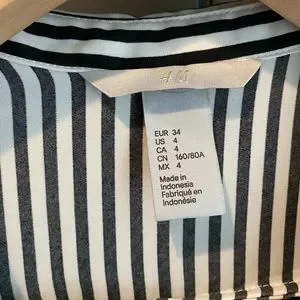 H&M
EUR 34
US 4
CA 4
CN 160/80A
MX 4
Made in
Indonesia
Fabriqué en
Indonésie